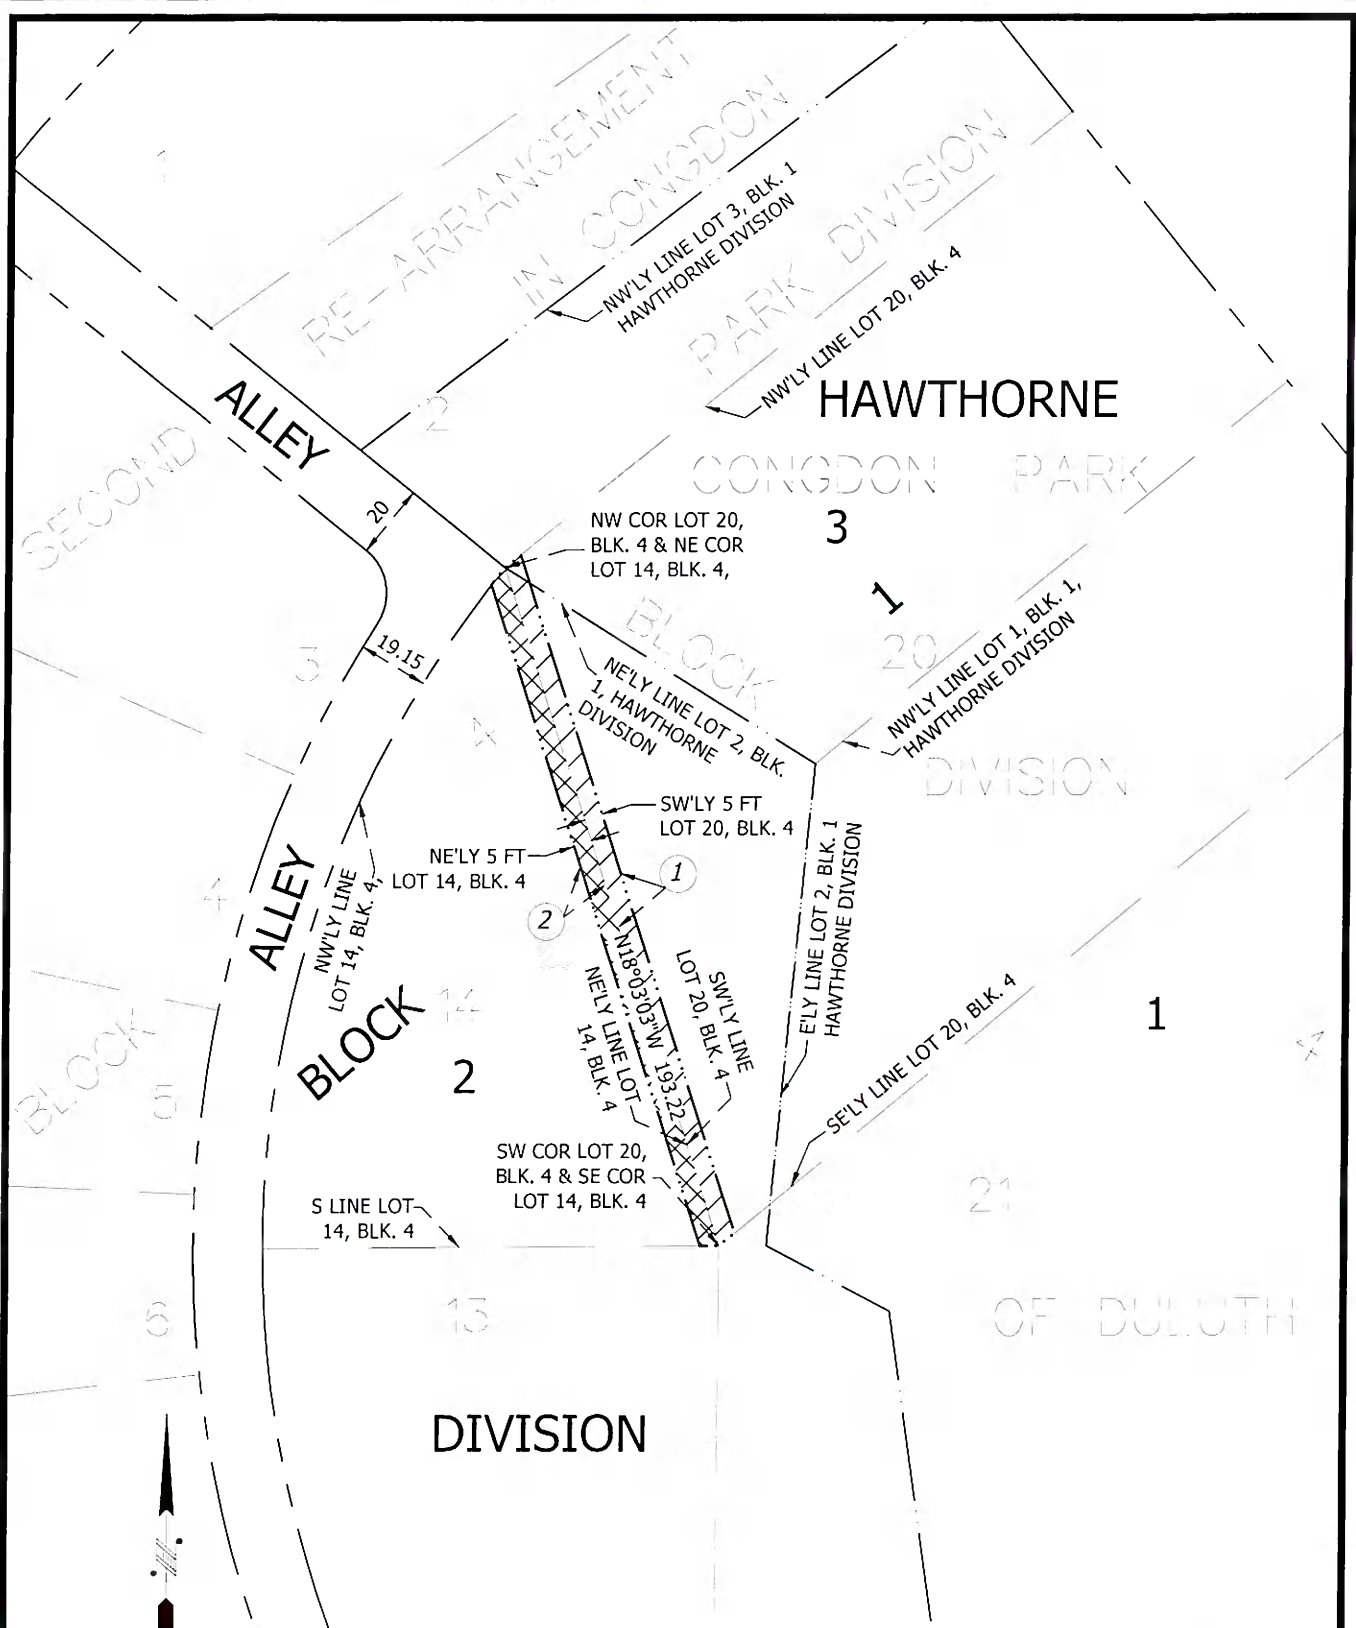 1
RE-ARRANGEMENT
IN CONGDON
PARK DIVISION
NW'LY LINE LOT 3, BLK. 1
HAWTHORNE DIVISION
NW'LY LINE LOT 20, BLK. 4
HAWTHORNE
ALLEY
2
SECOND
CONGDON PARK
20
NW COR LOT 20,
BLK. 4 & NE COR
LOT 14, BLK. 4,
3
1
BLOCK
20
NW'LY LINE LOT 1, BLK. 1,
HAWTHORNE DIVISION
19.15
3
4
NE'LY LINE LOT 2, BLK.
1, HAWTHORNE
DIVISION
DIVISION
SW'LY 5 FT
LOT 20, BLK. 4
NE'LY 5 FT
LOT 14, BLK. 4
1
2
E'LY LINE LOT 2, BLK. 1
HAWTHORNE DIVISION
4
ALLEY
NW'LY LINE
LOT 14, BLK. 4,
N18°03'03"W 193.22
SW'LY LINE
LOT 20, BLK. 4
NE'LY LINE LOT
14, BLK. 4
14
BLOCK
2
SE'LY LINE LOT 20, BLK. 4
1
4
BLOCK
5
SW COR LOT 20,
BLK. 4 & SE COR
LOT 14, BLK. 4
S LINE LOT
14, BLK. 4
21
6
13
OF DULUTH
DIVISION